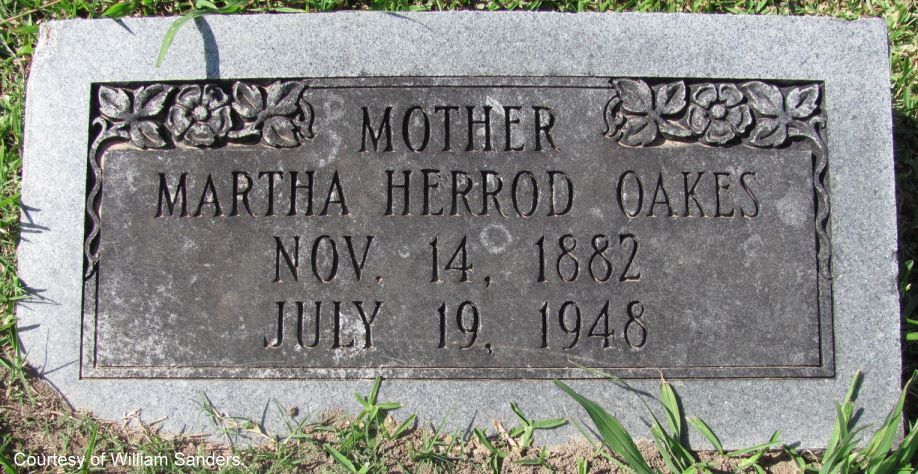 MOTHER
MARTHA HERROD OAKES
NOV. 14, 1882
JULY 19, 1948
Courtesy of William Sanders.